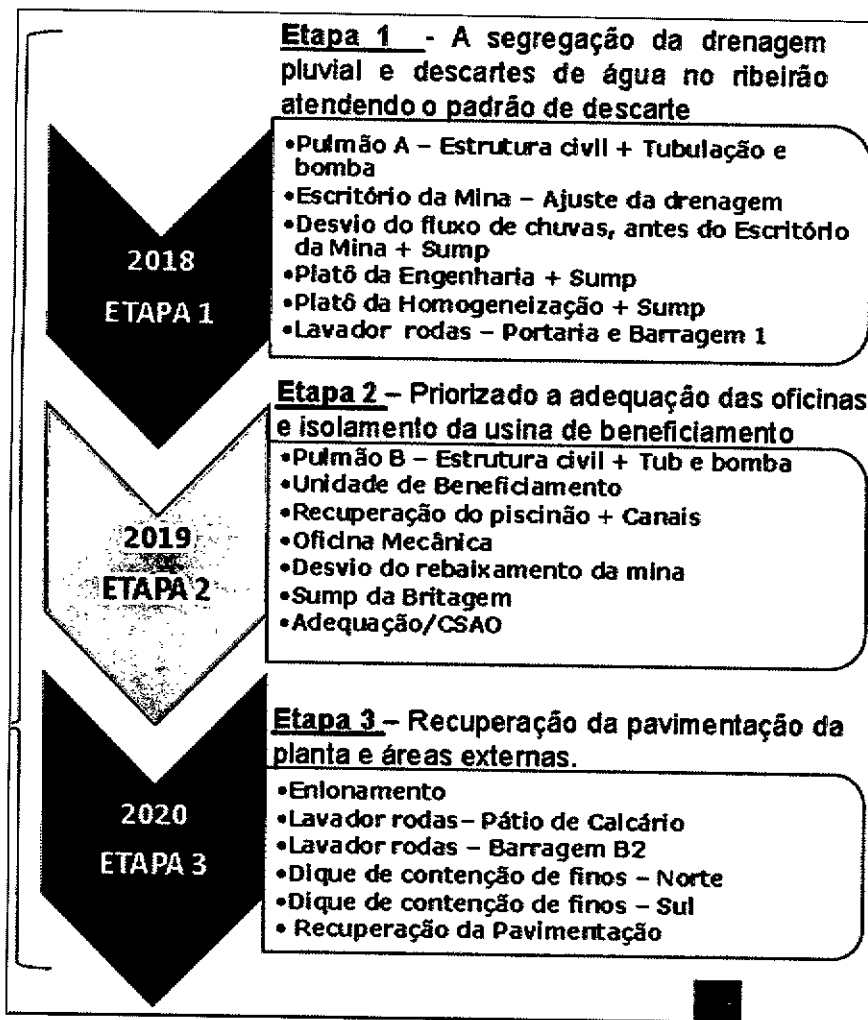 Etapa 1 - A segregação da drenagem
pluvial e descartes de água no ribeirão
atendendo o padrão de descarte
•Pulmão A – Estrutura civil + Tubulação e
bomba
•Escritório da Mina – Ajuste da drenagem
•Desvio do fluxo de chuvas, antes do Escritório
da Mina + Sump
•Platô da Engenharia + Sump
•Platô da Homogeneização + Sump
•Lavador rodas – Portaria e Barragem 1
2018
ETAPA 1
Etapa 2 – Priorizado a adequação das oficinas
e isolamento da usina de beneficiamento
•Pulmão B – Estrutura civil + Tub e bomba
•Unidade de Beneficiamento
•Recuperação do piscinão + Canais
•Oficina Mecânica
•Desvio do rebaixamento da mina
•Sump da Britagem
•Adequação/CSAO
2019
ETAPA 2
Etapa 3 – Recuperação da pavimentação da
planta e áreas externas.
•Enlonamento
•Lavador rodas– Pátio de Calcário
•Lavador rodas – Barragem B2
•Dique de contenção de finos – Norte
•Dique de contenção de finos – Sul
• Recuperação da Pavimentação
2020
ETAPA 3